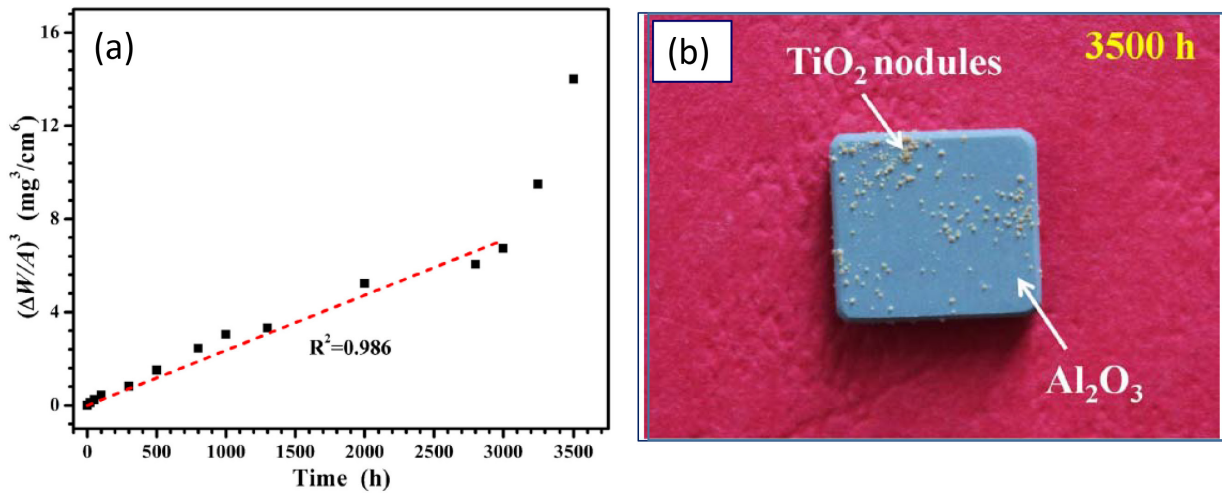 (a)
(ΔW/A)³ (mg³/cm⁶)
16
12
8
4
0
R²=0.986
0 500 1000 1500 2000 2500 3000 3500
Time (h)
(b)
3500 h
TiO₂ nodules
Al₂O₃